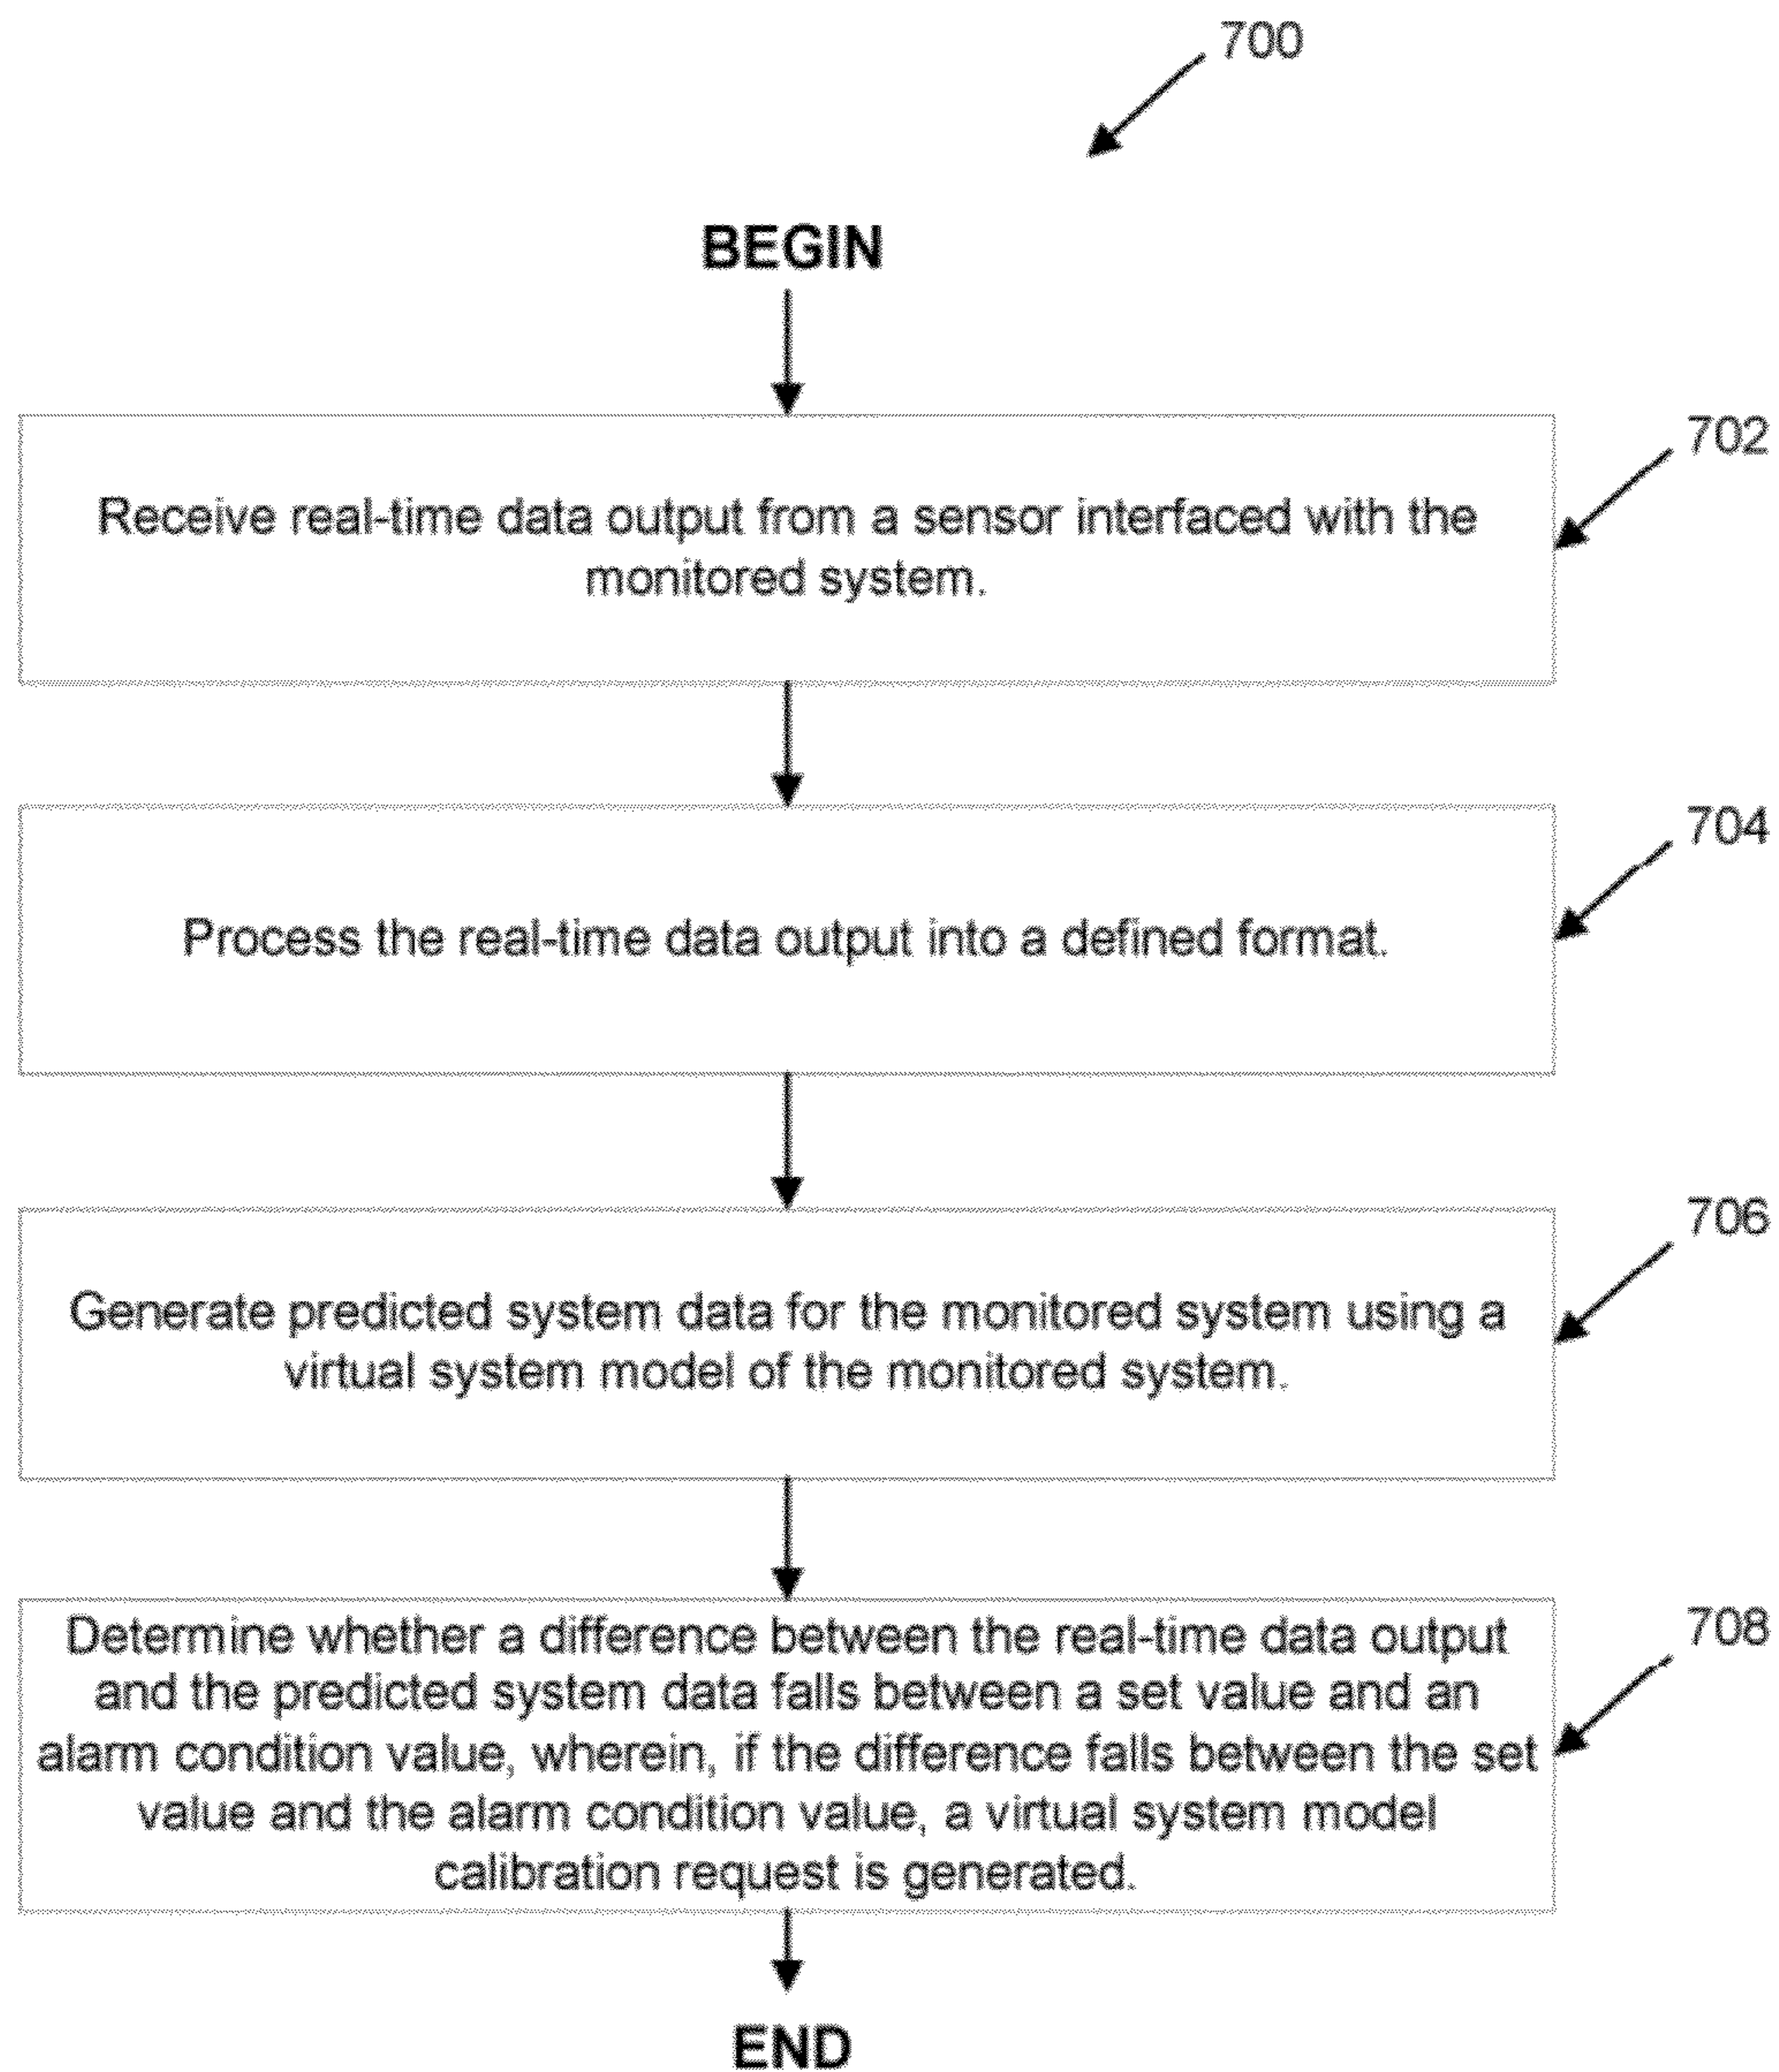 700
BEGIN
702
Receive real-time data output from a sensor interfaced with the
monitored system.
704
Process the real-time data output into a defined format.
706
Generate predicted system data for the monitored system using a
virtual system model of the monitored system.
708
Determine whether a difference between the real-time data output
and the predicted system data falls between a set value and an
alarm condition value, wherein, if the difference falls between the set
value and the alarm condition value, a virtual system model
calibration request is generated.
END